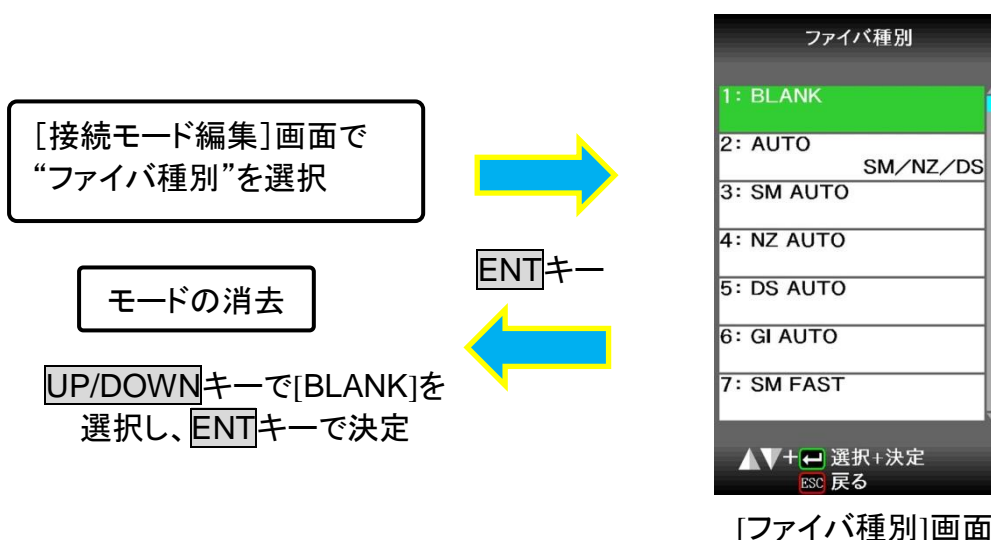 [接続モード編集]画面で
“ファイバ種別”を選択
ENTキー
モードの消去
UP/DOWNキーで[BLANK]を
選択し、ENTキーで決定
ファイバ種別
1: BLANK
2: AUTO
SM/NZ/DS
3: SM AUTO
4: NZ AUTO
5: DS AUTO
6: GI AUTO
7: SM FAST
+ 選択+決定
ESC 戻る
[ファイバ種別]画面